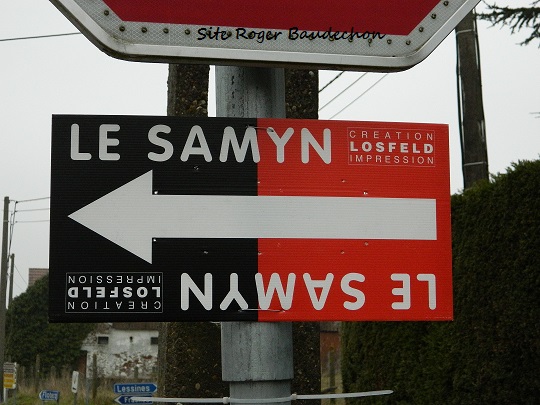 Site Roger Baudechon
LE SAMYN
CREATION
LOSFELD
IMPRESSION
LE SAMYN
CREATION
LOSFELD
IMPRESSION
Lessines